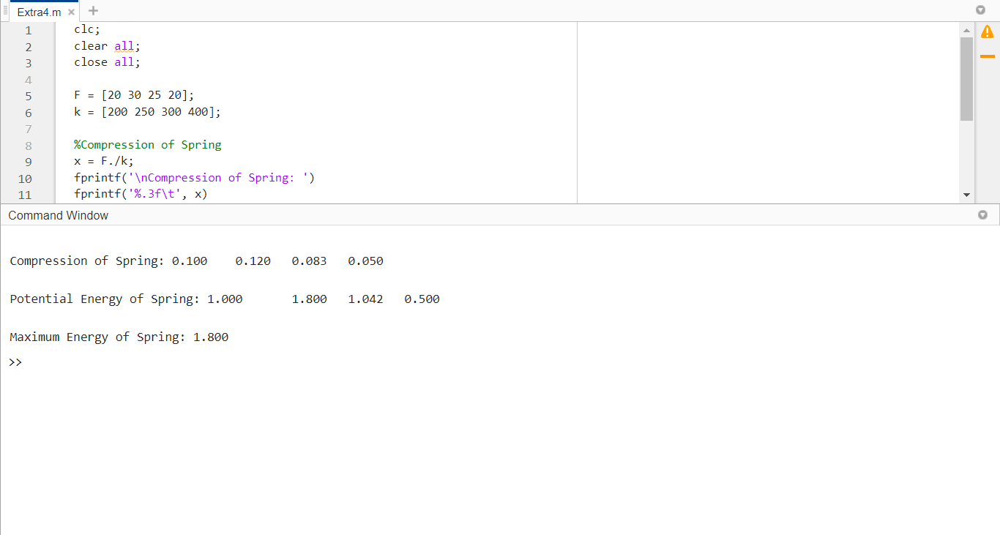 Extra4.m × +
1 clc;
2 clear all;
3 close all;
4
5 F = [20 30 25 20];
6 k = [200 250 300 400];
7
8 %Compression of Spring
9 x = F./k;
10 fprintf('\nCompression of Spring: ')
11 fprintf('%.3f\t', x)
Command Window
Compression of Spring: 0.100 0.120 0.083 0.050
Potential Energy of Spring: 1.000 1.800 1.042 0.500
Maximum Energy of Spring: 1.800
>>